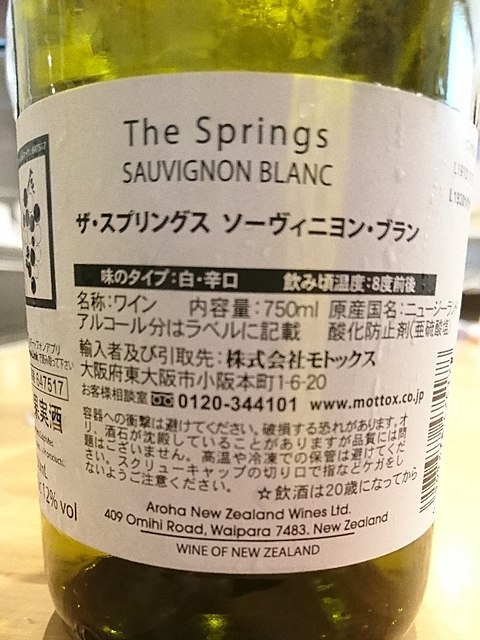 The Springs
SAUVIGNON BLANC
ザ・スプリングス ソーヴィニヨン・ブラン
味のタイプ:白・辛口 飲み頃温度:8度前後
名称:ワイン 内容量:750ml 原産国名:ニュージーラン
アルコール分はラベルに記載 酸化防止剤(亜硫酸塩)
輸入者及び引取先:株式会社モトックス
大阪府東大阪市小阪本町1-6-20
647517
お客様相談室 0120-344101 www.mottox.co.jp
果実酒
容器への衝撃は避けてください。破損する恐れがあります。オ
リ、酒石が沈殿していることがありますが品質には問
題はございません。高温や冷凍での保管は避けてくだ
さい。スクリューキャップの切り口で指などケガをし
ないようご注意ください。
☆飲酒は20歳になってから
12% vol
Aroha New Zealand Wines Ltd.
409 Omihi Road, Waipara 7483. New Zealand
WINE OF NEW ZEALAND